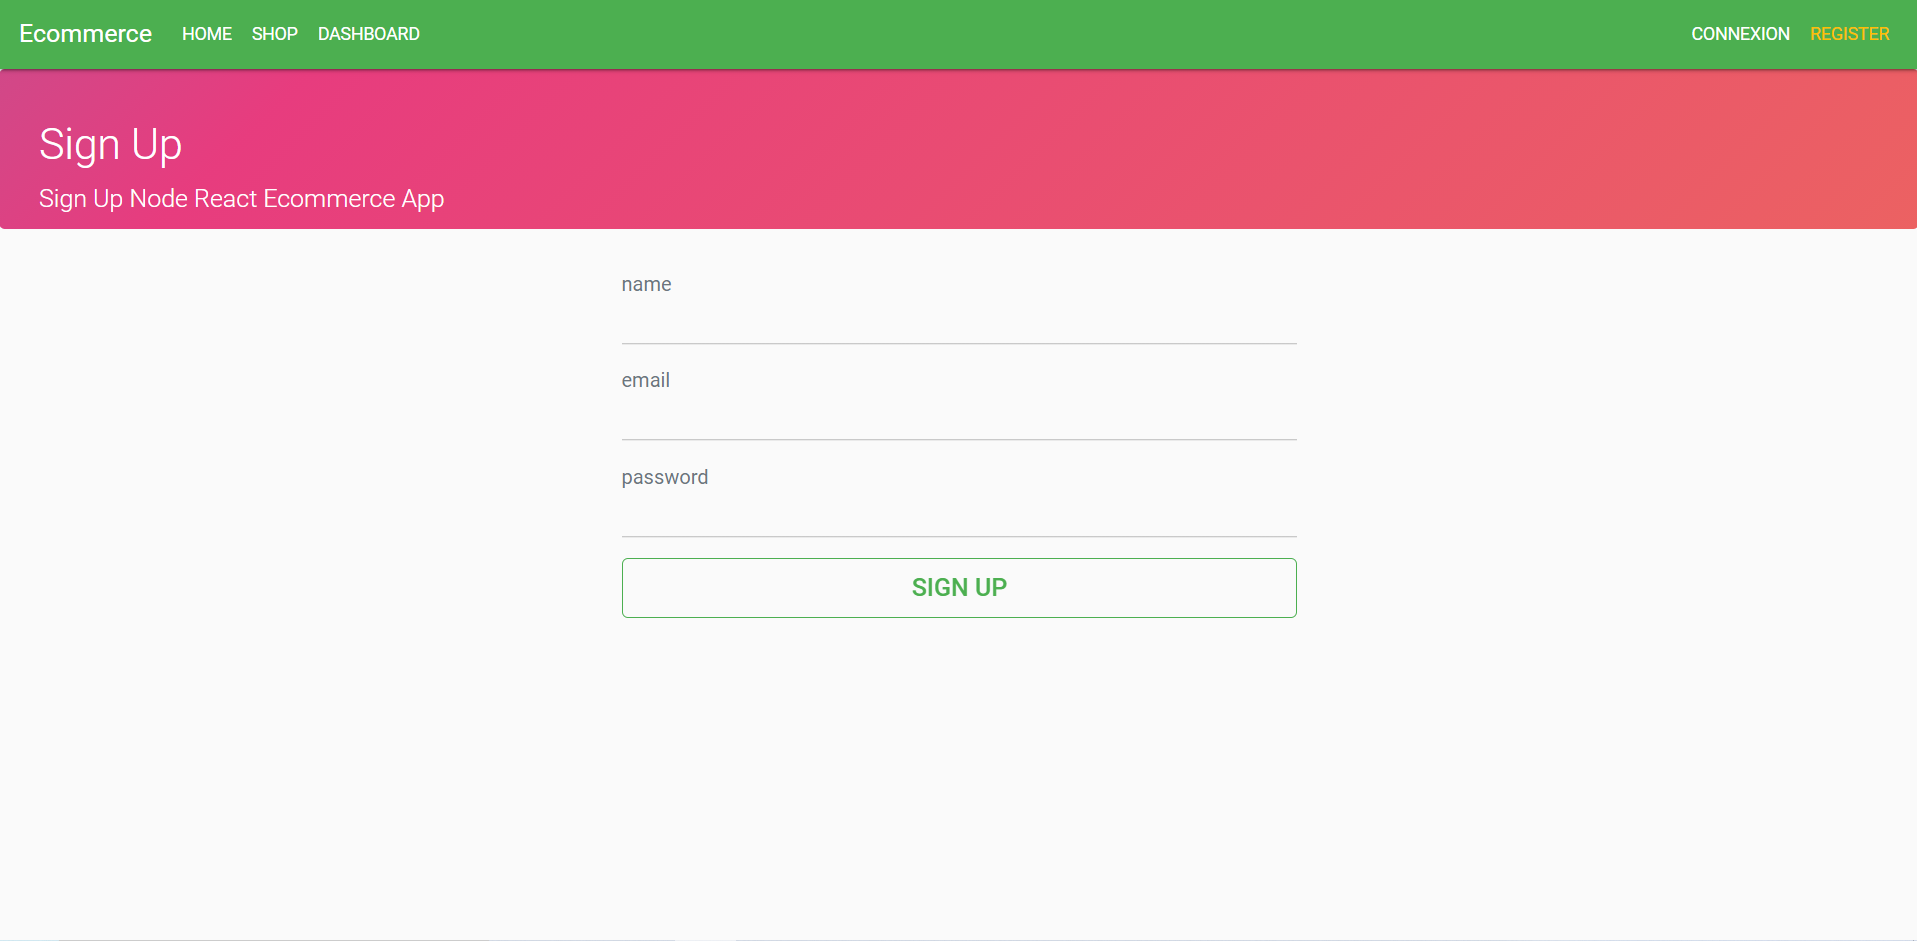 Ecommerce HOME SHOP DASHBOARD CONNEXION REGISTER
Sign Up
Sign Up Node React Ecommerce App
name
email
password
SIGN UP